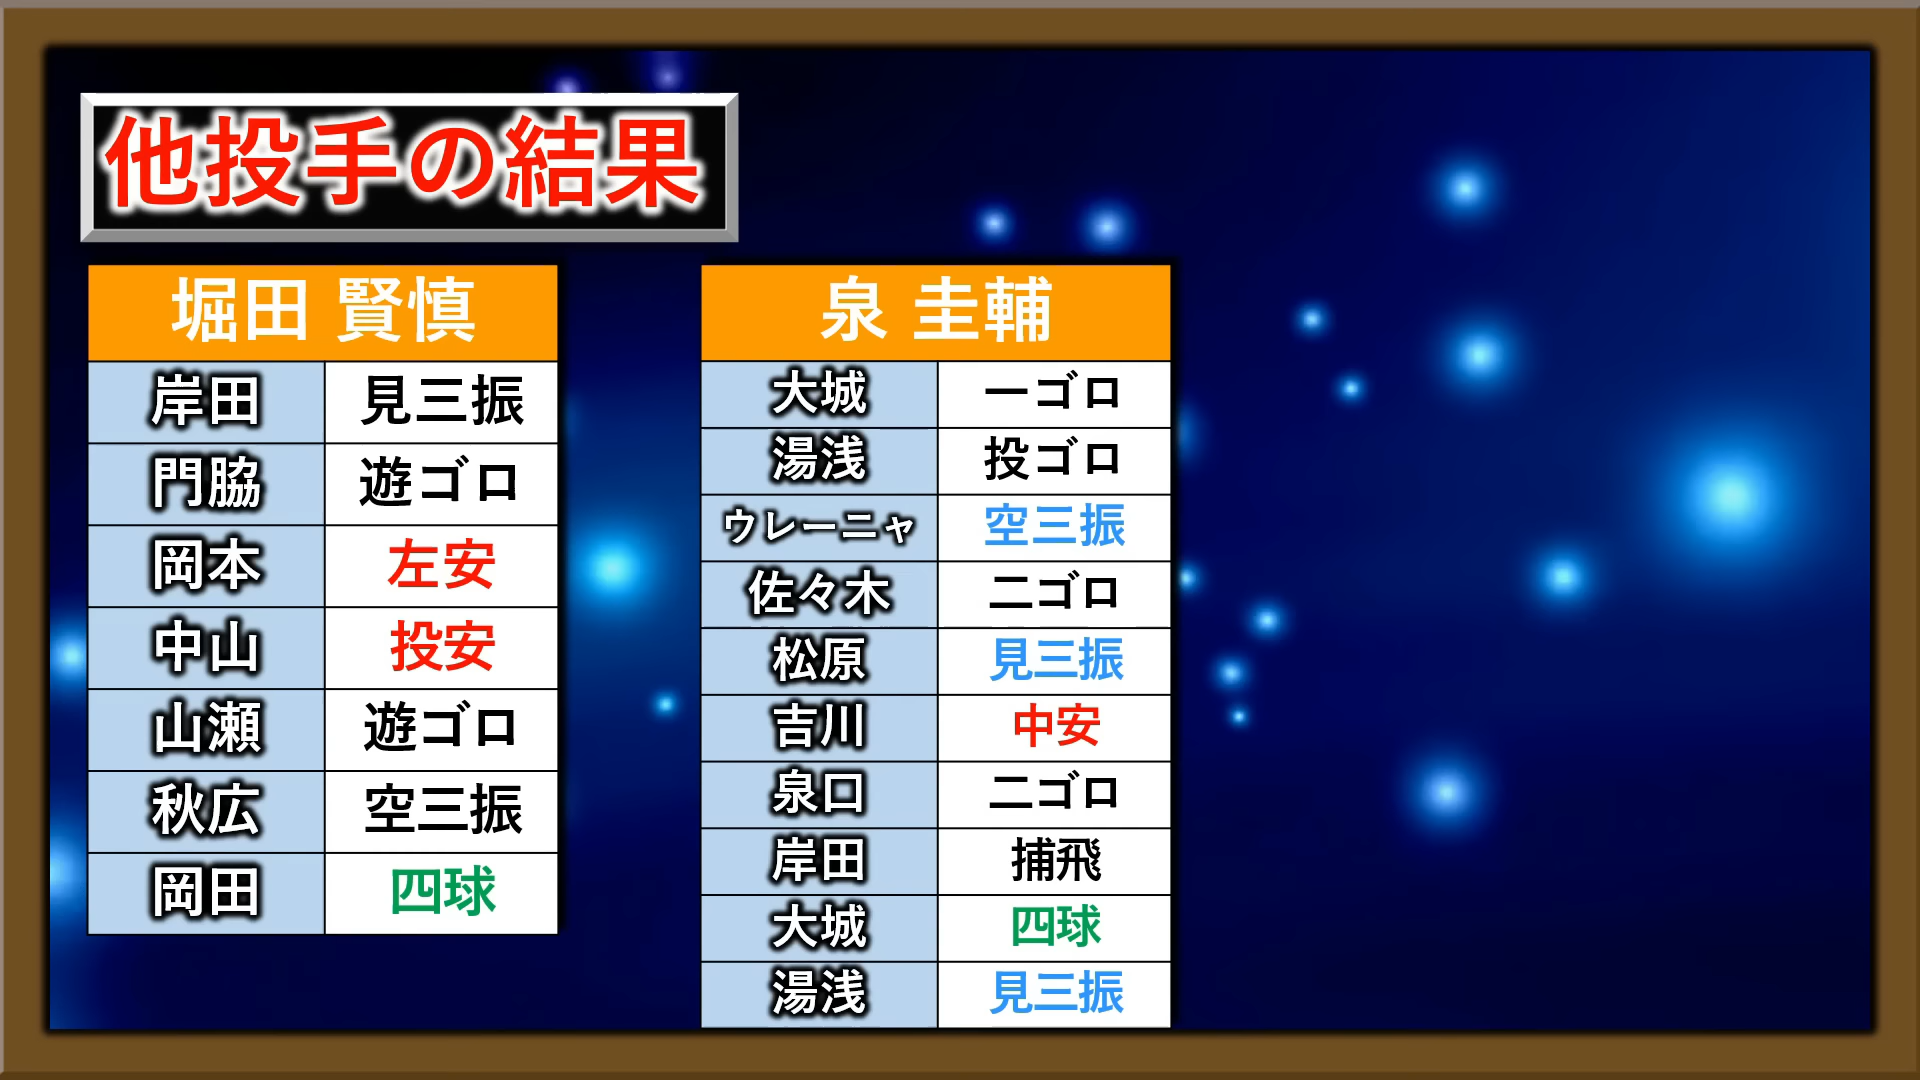 他投手の結果
堀田 賢慎
岸田 見三振
門脇 遊ゴロ
岡本 左安
中山 投安
山瀬 遊ゴロ
秋広 空三振
岡田 四球
泉 圭輔
大城 一ゴロ
湯浅 投ゴロ
ウレーニャ 空三振
佐々木 二ゴロ
松原 見三振
吉川 中安
泉口 二ゴロ
岸田 捕飛
大城 四球
湯浅 見三振